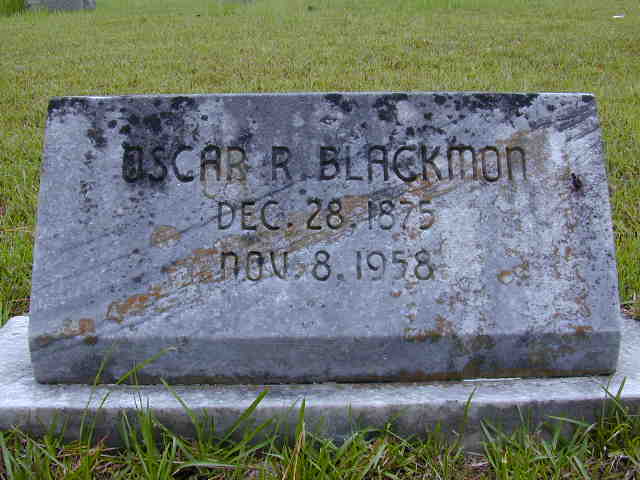 OSCAR R. BLACKMON
DEC. 28. 1875
NOV. 8. 1958